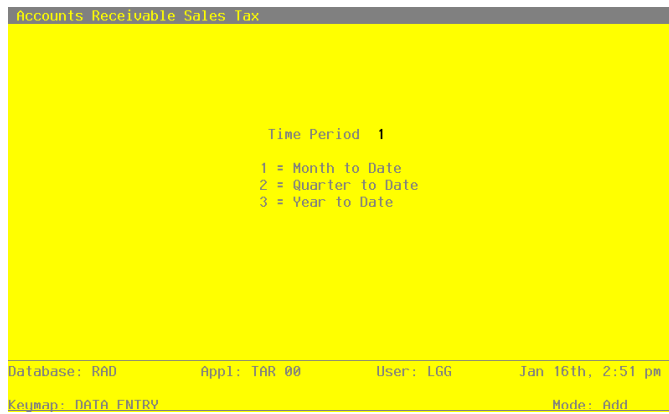 Accounts Receivable Sales Tax
Time Period 1
1 = Month to Date
2 = Quarter to Date
3 = Year to Date
Database: RAD Appl: TAR 00 User: LGG Jan 16th, 2:51 pm
Keymap: DATA ENTRY Mode: Add